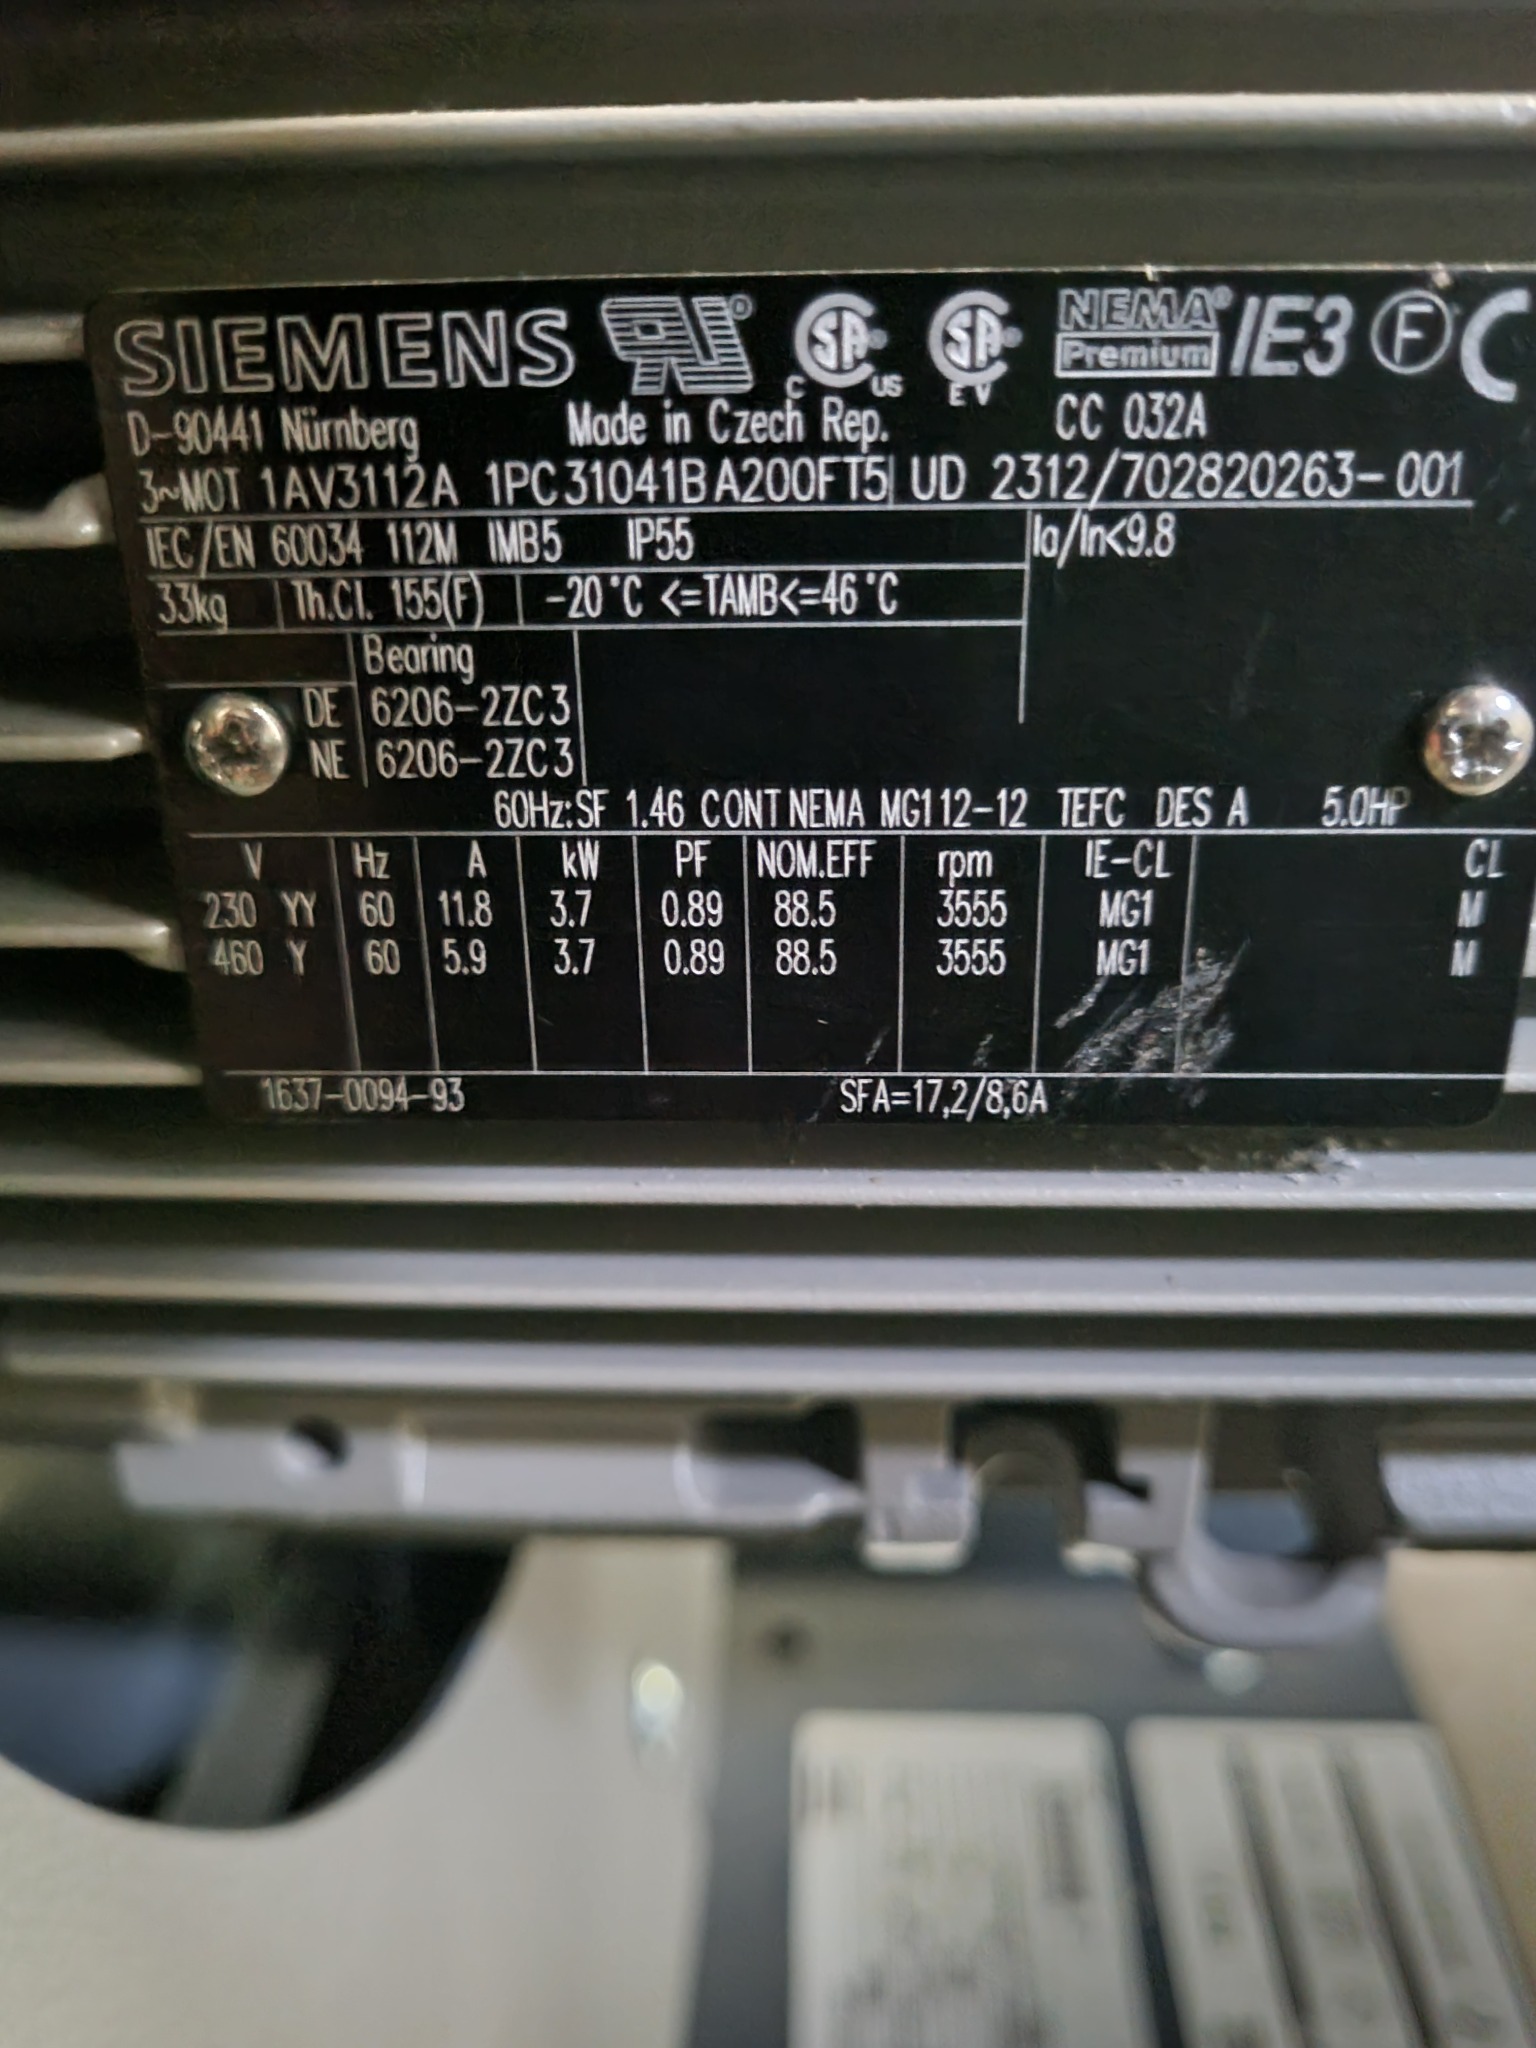 SIEMENS RU ® C SA ® US SA ® E V NEMA ® Premium IE3 F C
D-90441 Nürnberg Made in Czech Rep. CC 032A
3~MOT 1AV3112A 1PC31041BA200FT5 UD 2312/702820263-001
IEC/EN 60034 112M IMB5 IP55 Ia/In<9.8
33kg Th.Cl. 155(F) -20°C <=TAMB<=46°C
Bearing
DE 6206-2ZC3
NE 6206-2ZC3
60Hz:SF 1.46 CONT NEMA MG112-12 TEFC DES A 5.0HP
V Hz A kW PF NOM.EFF rpm IE-CL CL
230 YY 60 11.8 3.7 0.89 88.5 3555 MG1 M
460 Y 60 5.9 3.7 0.89 88.5 3555 MG1 M
1637-0094-93 SFA=17,2/8,6A